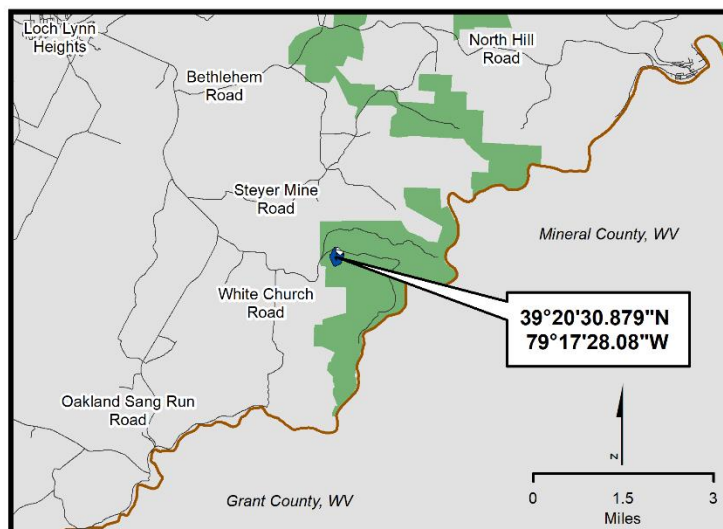 Loch Lynn
Heights
North Hill
Road
Bethlehem
Road
Steyer Mine
Road
Mineral County, WV
White Church
Road
39°20'30.879"N
79°17'28.08"W
Oakland Sang Run
Road
Grant County, WV
N
0 1.5 3
Miles